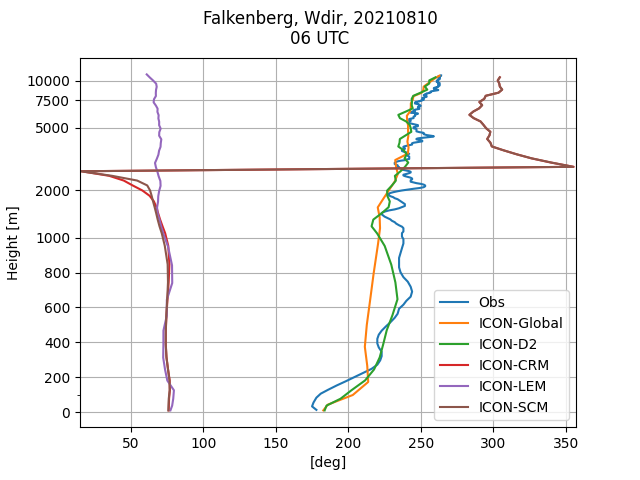 Falkenberg, Wdir, 20210810
06 UTC
10000
7500
5000
2000
1000
800
600
400
200
0
Height [m]
50
100
150
200
250
300
350
[deg]
Obs
ICON-Global
ICON-D2
ICON-CRM
ICON-LEM
ICON-SCM